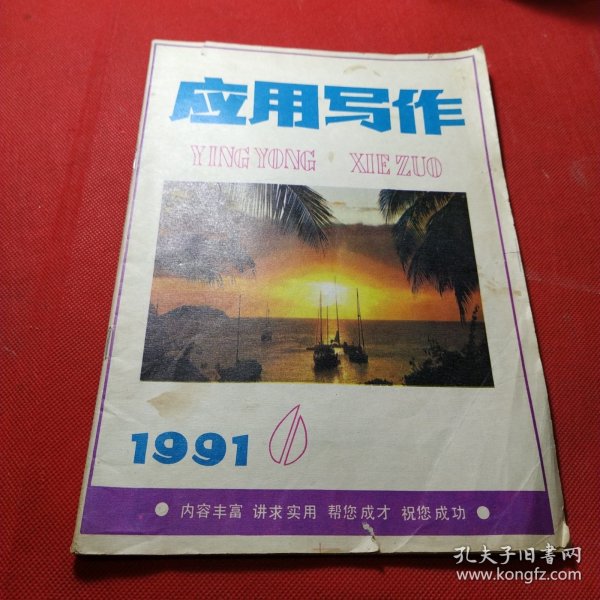 应用写作
YING YONG XIE ZUO
1991
● 内容丰富 讲求实用 帮您成才 祝您成功 ●
孔夫子旧书网
www.kongfz.com